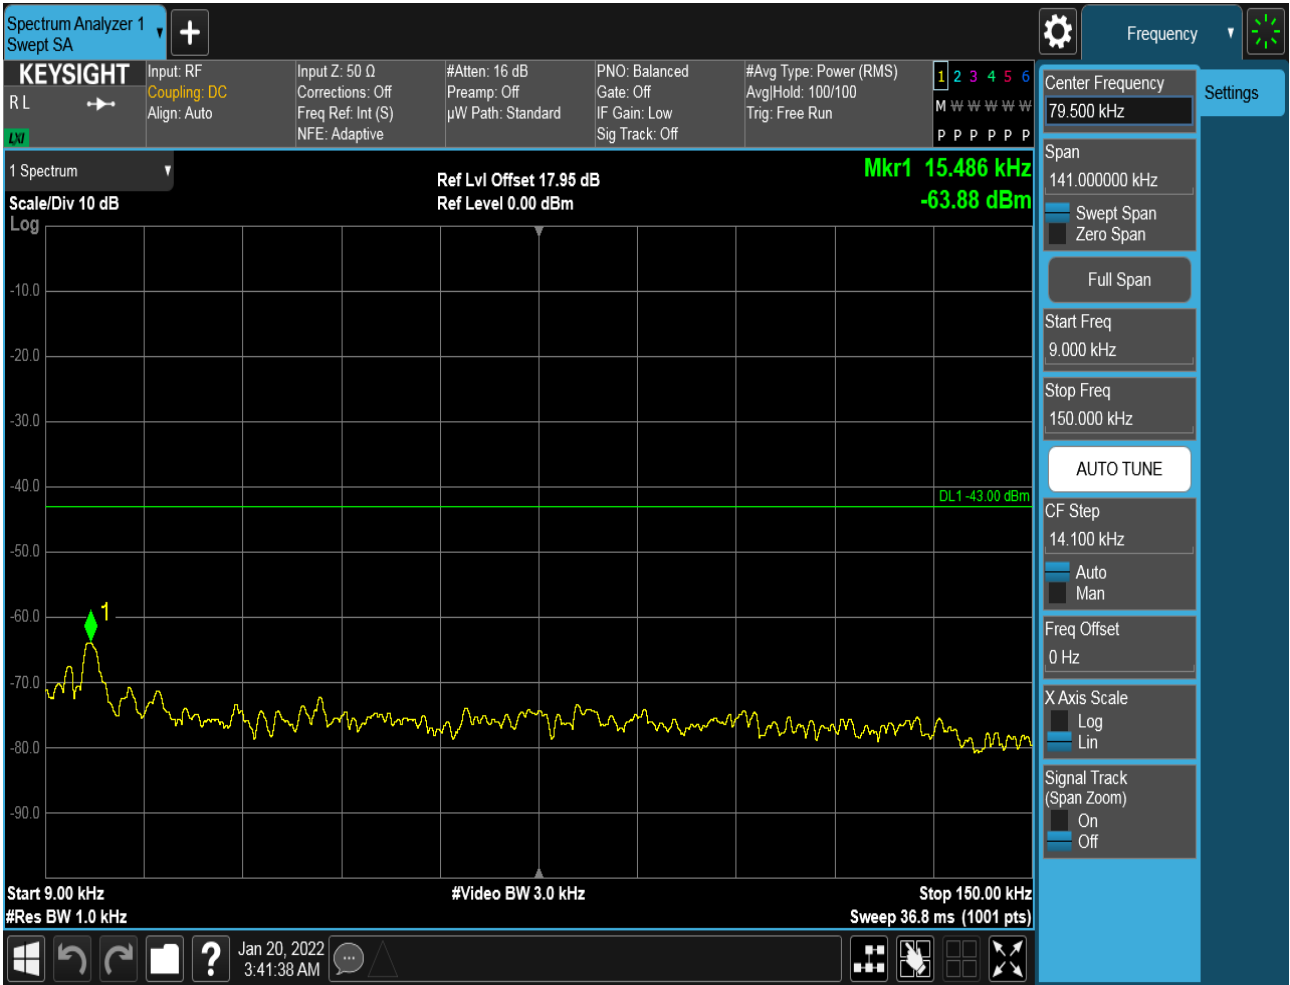 Spectrum Analyzer 1
Swept SA
+
Frequency
KEYSIGHT
R L
LXI
Input: RF
Coupling: DC
Align: Auto
Input Z: 50 Ω
Corrections: Off
Freq Ref: Int (S)
NFE: Adaptive
#Atten: 16 dB
Preamp: Off
µW Path: Standard
PNO: Balanced
Gate: Off
IF Gain: Low
Sig Track: Off
#Avg Type: Power (RMS)
Avg|Hold: 100/100
Trig: Free Run
1 2 3 4 5 6
M W W W W W
P P P P P P
1 Spectrum
Scale/Div 10 dB
Log
Ref Lvl Offset 17.95 dB
Ref Level 0.00 dBm
Mkr1 15.486 kHz
-63.88 dBm
-10.0
-20.0
-30.0
-40.0
DL1 -43.00 dBm
-50.0
-60.0
1
-70.0
-80.0
-90.0
Start 9.00 kHz
#Res BW 1.0 kHz
#Video BW 3.0 kHz
Stop 150.00 kHz
Sweep 36.8 ms (1001 pts)
Center Frequency
79.500 kHz
Settings
Span
141.000000 kHz
Swept Span
Zero Span
Full Span
Start Freq
9.000 kHz
Stop Freq
150.000 kHz
AUTO TUNE
CF Step
14.100 kHz
Auto
Man
Freq Offset
0 Hz
X Axis Scale
Log
Lin
Signal Track
(Span Zoom)
On
Off
?
Jan 20, 2022
3:41:38 AM